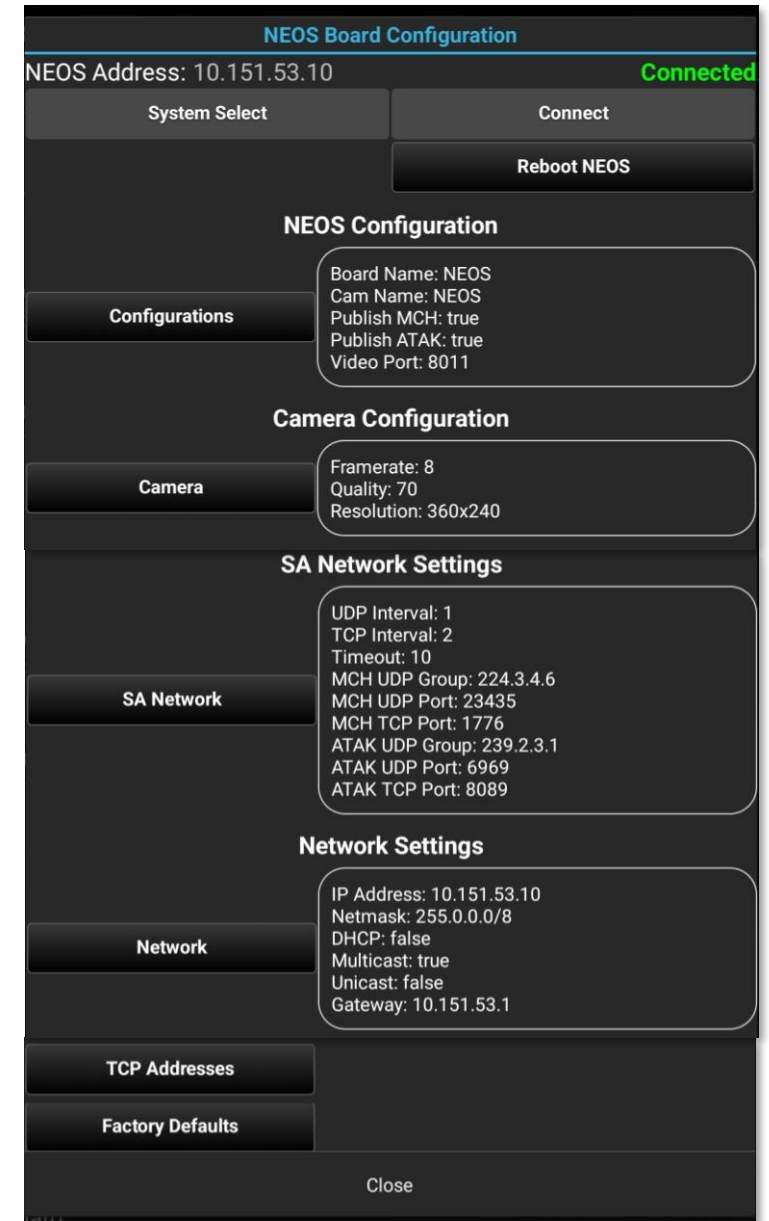 NEOS Board Configuration
NEOS Address: 10.151.53.10 Connected
System Select Connect
Reboot NEOS
NEOS Configuration
Configurations
Board Name: NEOS
Cam Name: NEOS
Publish MCH: true
Publish ATAK: true
Video Port: 8011
Camera Configuration
Camera
Framerate: 8
Quality: 70
Resolution: 360x240
SA Network Settings
SA Network
UDP Interval: 1
TCP Interval: 2
Timeout: 10
MCH UDP Group: 224.3.4.6
MCH UDP Port: 23435
MCH TCP Port: 1776
ATAK UDP Group: 239.2.3.1
ATAK UDP Port: 6969
ATAK TCP Port: 8089
Network Settings
Network
IP Address: 10.151.53.10
Netmask: 255.0.0.0/8
DHCP: false
Multicast: true
Unicast: false
Gateway: 10.151.53.1
TCP Addresses
Factory Defaults
Close